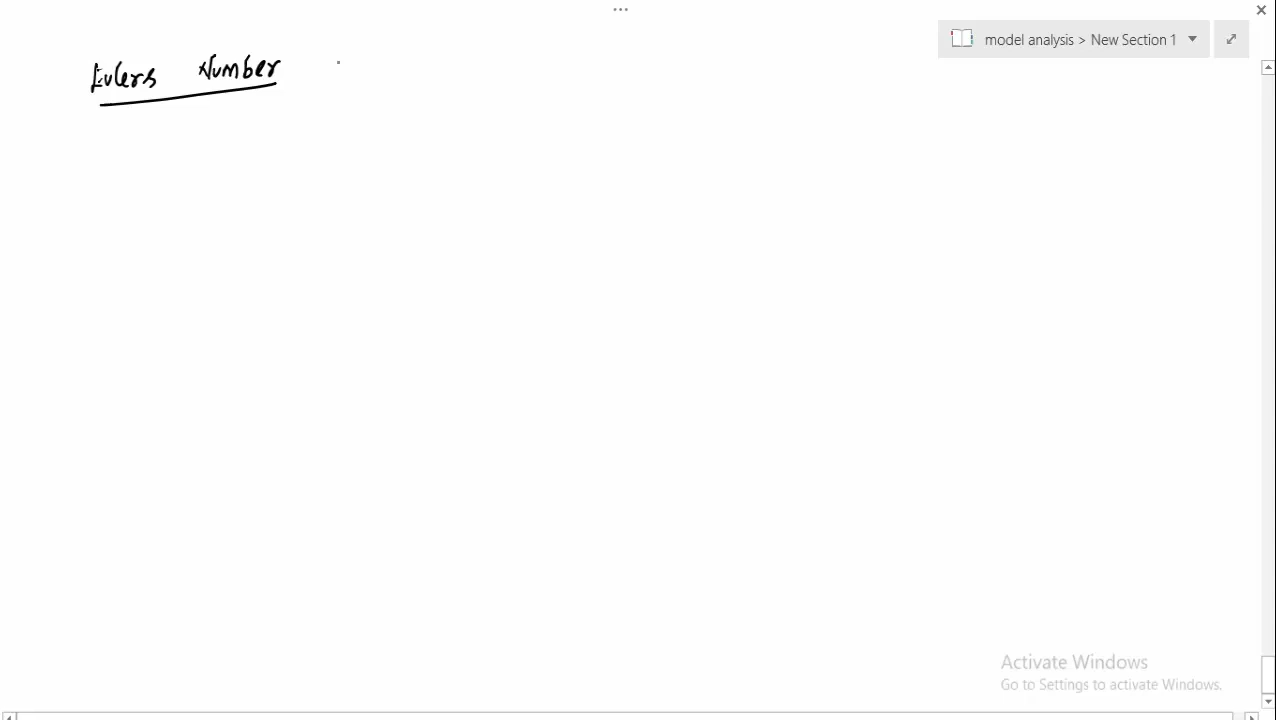 model analysis > New Section 1
Eulers Number
Activate Windows
Go to Settings to activate Windows.